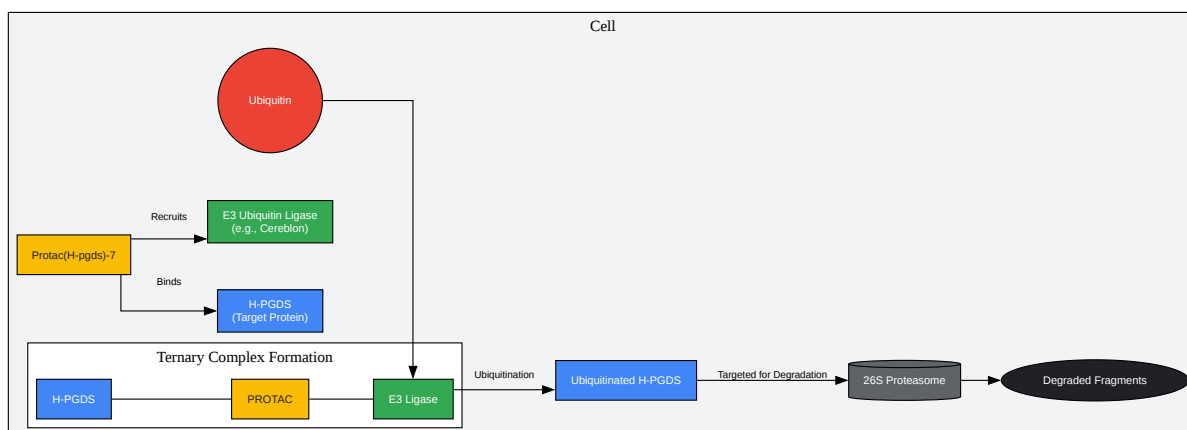 Cell
Ubiquitin
Recruits
E3 Ubiquitin Ligase
(e.g., Cereblon)
Protac(H-pgds)-7
Binds
H-PGDS
(Target Protein)
Ternary Complex Formation
H-PGDS
PROTAC
E3 Ligase
Ubiquitination
Ubiquitinated H-PGDS
Targeted for Degradation
26S Proteasome
Degraded Fragments